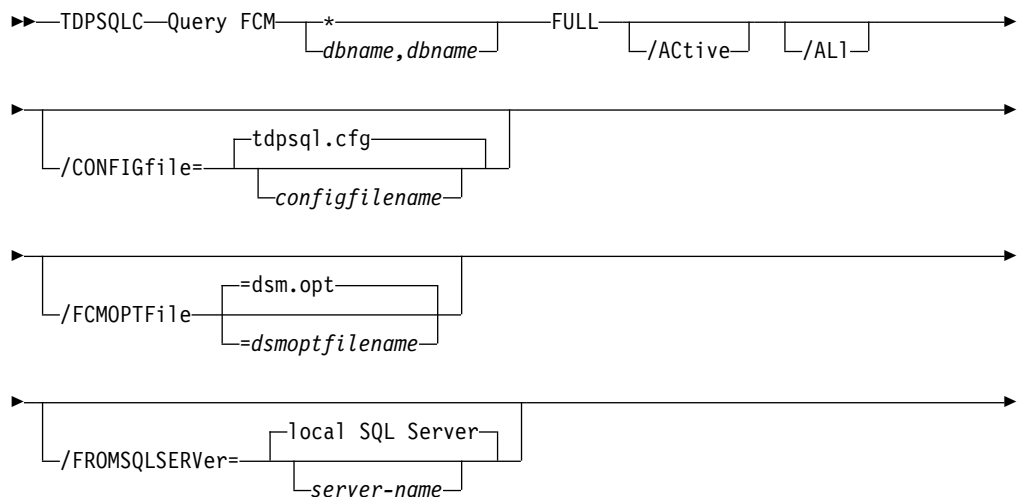 TDPSQLC Query FCM * FULL
dbname,dbname /ACtive /ALl
tdpsql.cfg
/CONFIGfile=
configfilename
=dsm.opt
/FCMOPTFile
=dsmoptfilename
local SQL Server
/FROMSQLSERVer=
server-name